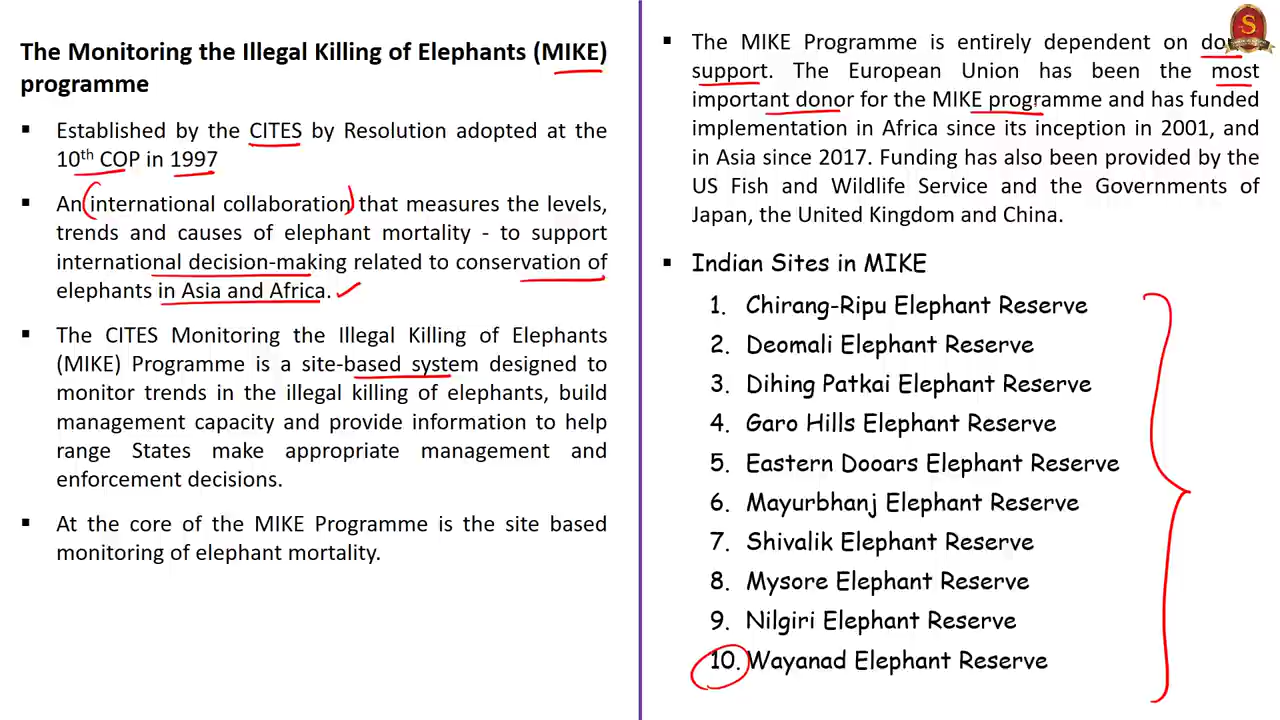 The Monitoring the Illegal Killing of Elephants (MIKE)
programme
▪ Established by the CITES by Resolution adopted at the
10th COP in 1997
▪ An international collaboration that measures the levels,
trends and causes of elephant mortality - to support
international decision-making related to conservation of
elephants in Asia and Africa.
▪ The CITES Monitoring the Illegal Killing of Elephants
(MIKE) Programme is a site-based system designed to
monitor trends in the illegal killing of elephants, build
management capacity and provide information to help
range States make appropriate management and
enforcement decisions.
▪ At the core of the MIKE Programme is the site based
monitoring of elephant mortality.
▪ The MIKE Programme is entirely dependent on
support. The European Union has been the most
important donor for the MIKE programme and has funded
implementation in Africa since its inception in 2001, and
in Asia since 2017. Funding has also been provided by the
US Fish and Wildlife Service and the Governments of
Japan, the United Kingdom and China.
▪ Indian Sites in MIKE
1. Chirang-Ripu Elephant Reserve
2. Deomali Elephant Reserve
3. Dihing Patkai Elephant Reserve
4. Garo Hills Elephant Reserve
5. Eastern Dooars Elephant Reserve
6. Mayurbhanj Elephant Reserve
7. Shivalik Elephant Reserve
8. Mysore Elephant Reserve
9. Nilgiri Elephant Reserve
10. Wayanad Elephant Reserve